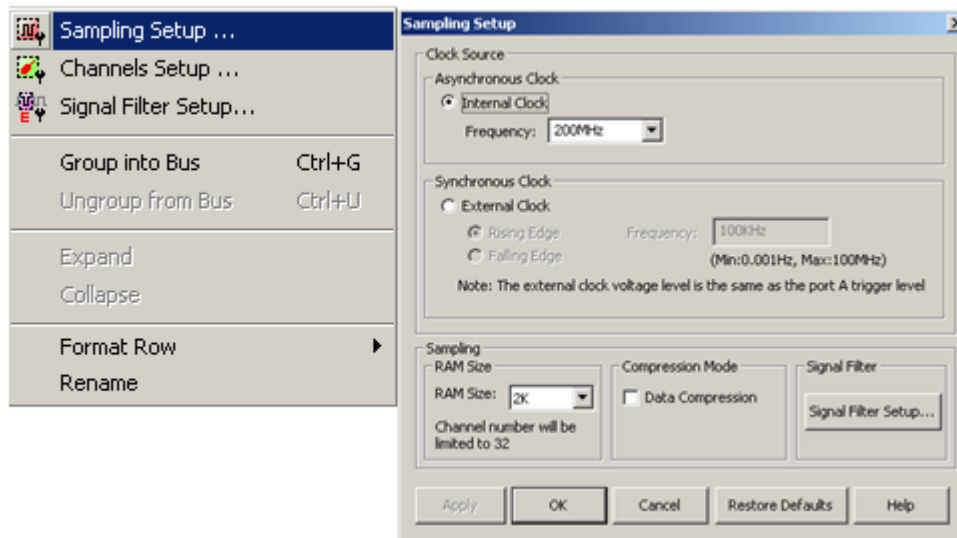 Sampling Setup ...
Channels Setup ...
Signal Filter Setup...
Group into Bus Ctrl+G
Ungroup from Bus Ctrl+U
Expand
Collapse
Format Row
Rename
Sampling Setup
Clock Source
Asynchronous Clock
Internal Clock
Frequency: 200MHz
Synchronous Clock
External Clock
Rising Edge Frequency: 100KHz
Falling Edge (Min:0.001Hz, Max:100MHz)
Note: The external clock voltage level is the same as the port A trigger level
Sampling
RAM Size Compression Mode Signal Filter
RAM Size: 2K Data Compression Signal Filter Setup...
Channel number will be
limited to 32
Apply OK Cancel Restore Defaults Help